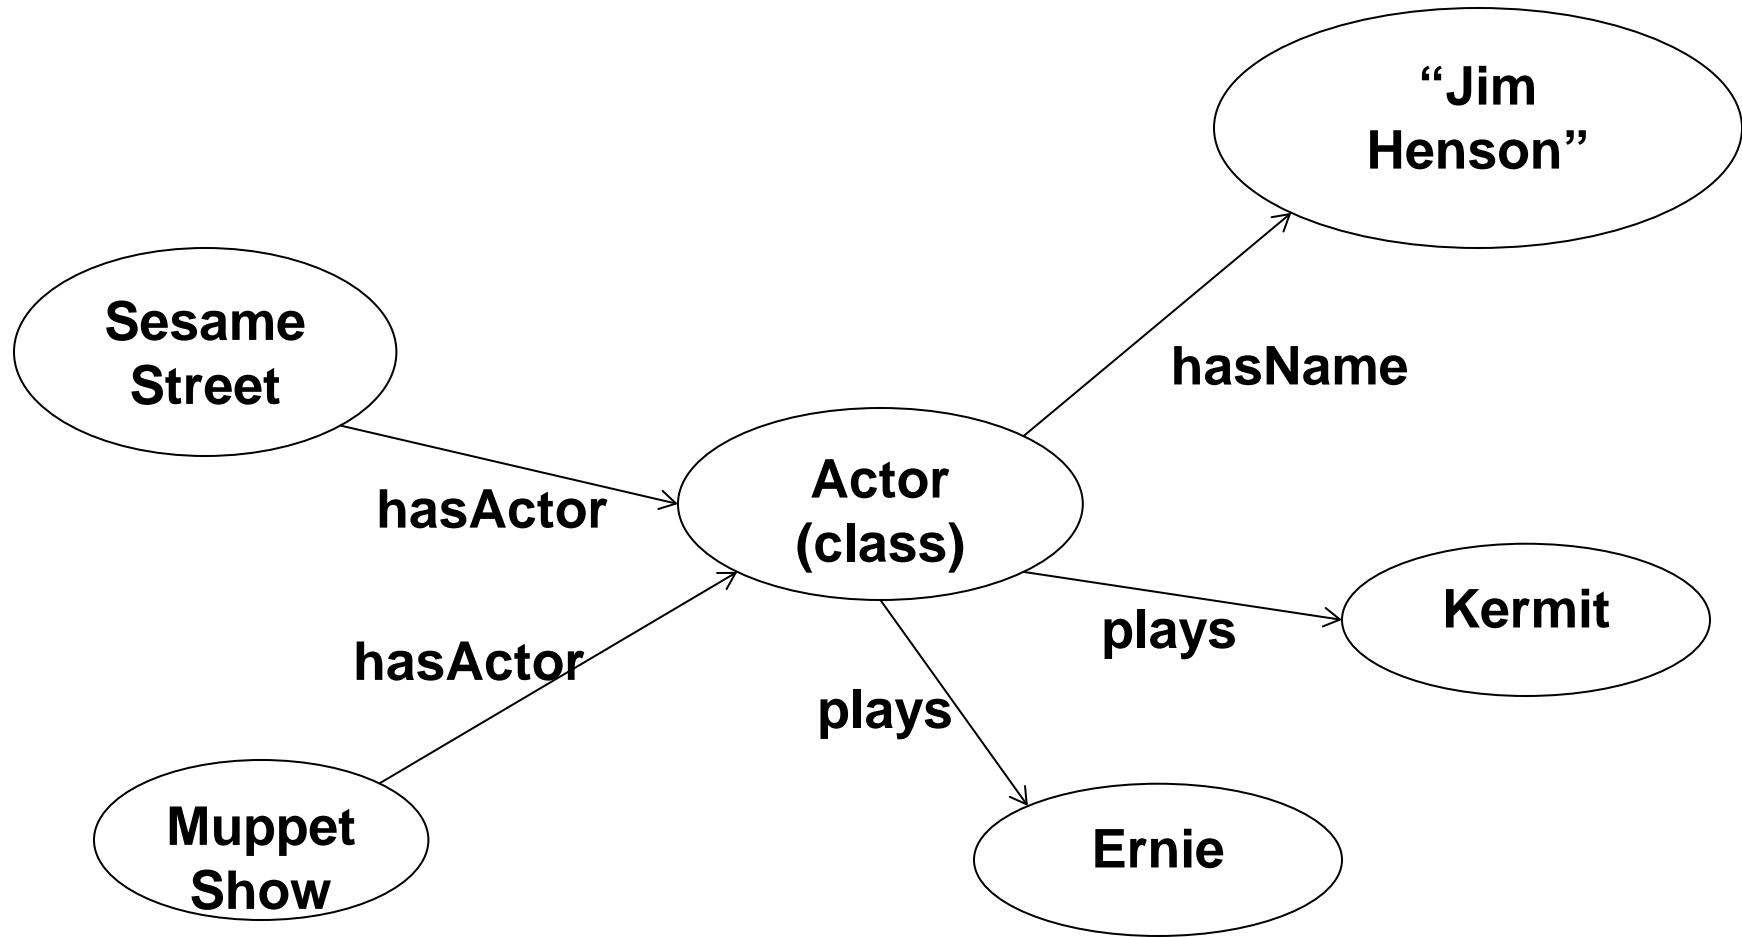 “Jim
Henson”
Sesame
Street
hasName
Actor
(class)
hasActor
Kermit
plays
hasActor
plays
Muppet
Show
Ernie